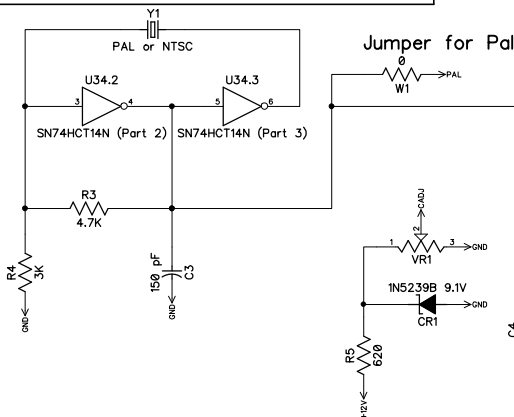 Y1
PAL or NTSC
Jumper for Pal
0
W1
PAL
U34.2
3
4
SN74HCT14N (Part 2)
U34.3
5
6
SN74HCT14N (Part 3)
R3
4.7K
R4
3K
GND
150 pF
C3
GND
CADJ
2
1
3
GND
VR1
1N5239B 9.1V
GND
CR1
R5
620
C4